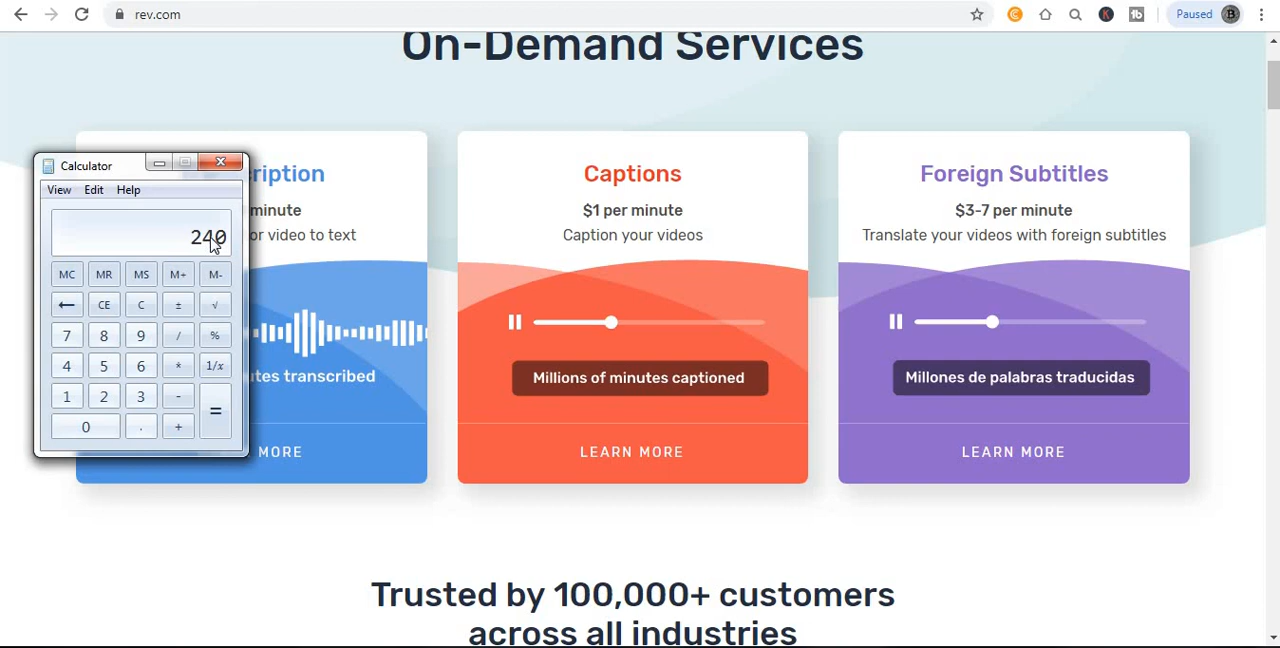 rev.com
Paused
On-Demand Services
Calculator
View Edit Help
240
MC MR MS M+ M-
← CE C ± √
7 8 9 / %
4 5 6 * 1/x
1 2 3 - =
0 . +
ription
minute
or video to text
utes transcribed
MORE
Captions
$1 per minute
Caption your videos
Millions of minutes captioned
LEARN MORE
Foreign Subtitles
$3-7 per minute
Translate your videos with foreign subtitles
Millones de palabras traducidas
LEARN MORE
Trusted by 100,000+ customers
across all industries